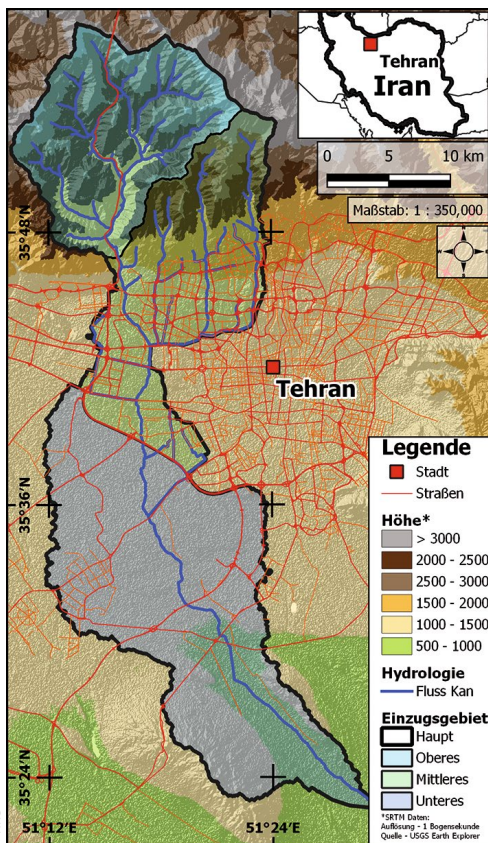 Tehran
Iran
0 5 10 km
Maßstab: 1 : 350,000
35°48'N
Tehran
35°36'N
35°24'N
51°12'E
51°24'E
Legende
Stadt
Straßen
Höhe*
> 3000
2000 - 2500
2500 - 3000
1500 - 2000
1000 - 1500
500 - 1000
Hydrologie
Fluss Kan
Einzugsgebiet
Haupt
Oberes
Mittleres
Unteres
*SRTM Daten:
Auflösung - 1 Bogensekunde
Quelle - USGS Earth Explorer